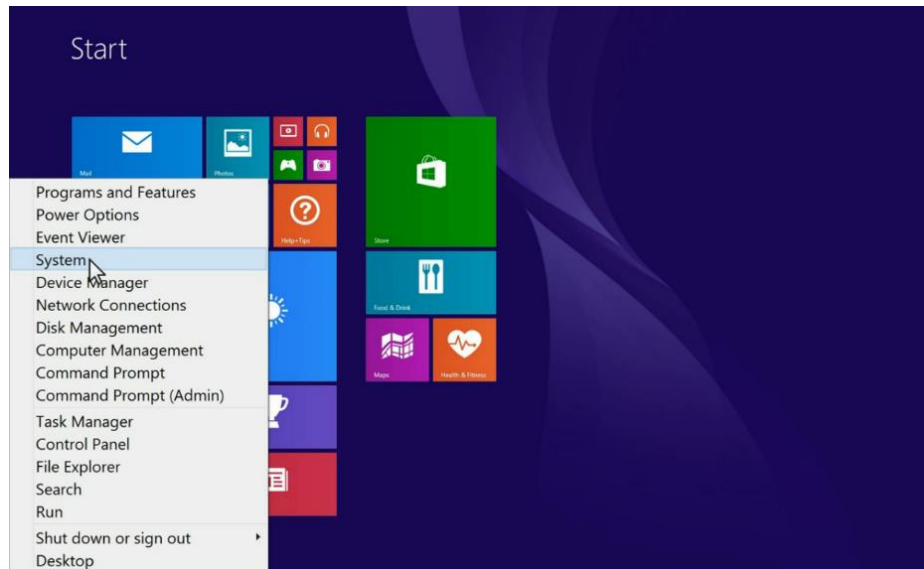 Start
Mail
Photos
Help+Tips
Store
Food & Drink
Maps
Health & Fitness
Programs and Features
Power Options
Event Viewer
System
Device Manager
Network Connections
Disk Management
Computer Management
Command Prompt
Command Prompt (Admin)
Task Manager
Control Panel
File Explorer
Search
Run
Shut down or sign out
Desktop